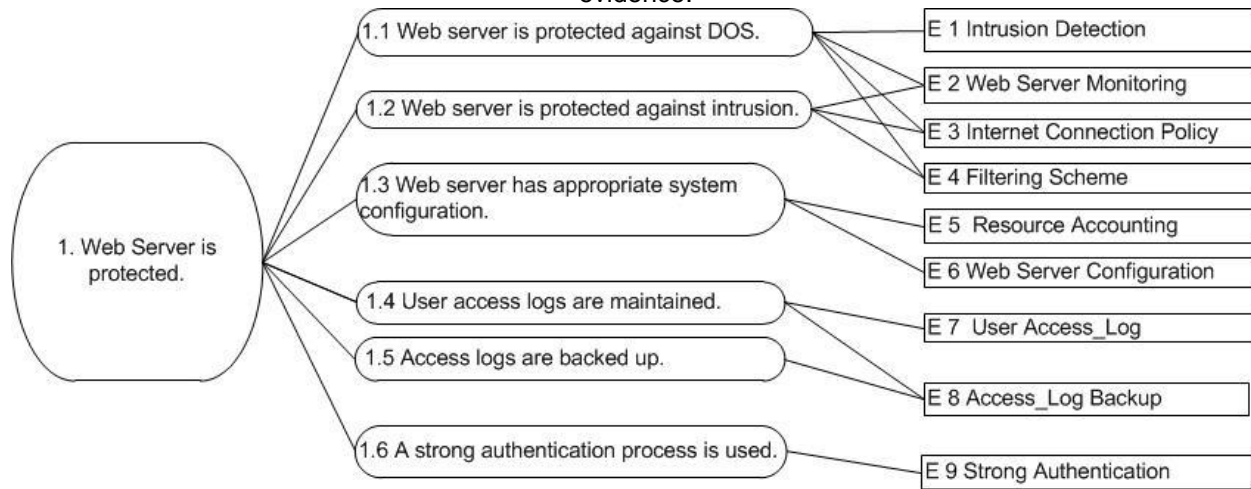 evidence.
1. Web Server is
protected.
1.1 Web server is protected against DOS.
1.2 Web server is protected against intrusion.
1.3 Web server has appropriate system
configuration.
1.4 User access logs are maintained.
1.5 Access logs are backed up.
1.6 A strong authentication process is used.
E 1 Intrusion Detection
E 2 Web Server Monitoring
E 3 Internet Connection Policy
E 4 Filtering Scheme
E 5 Resource Accounting
E 6 Web Server Configuration
E 7 User Access_Log
E 8 Access_Log Backup
E 9 Strong Authentication